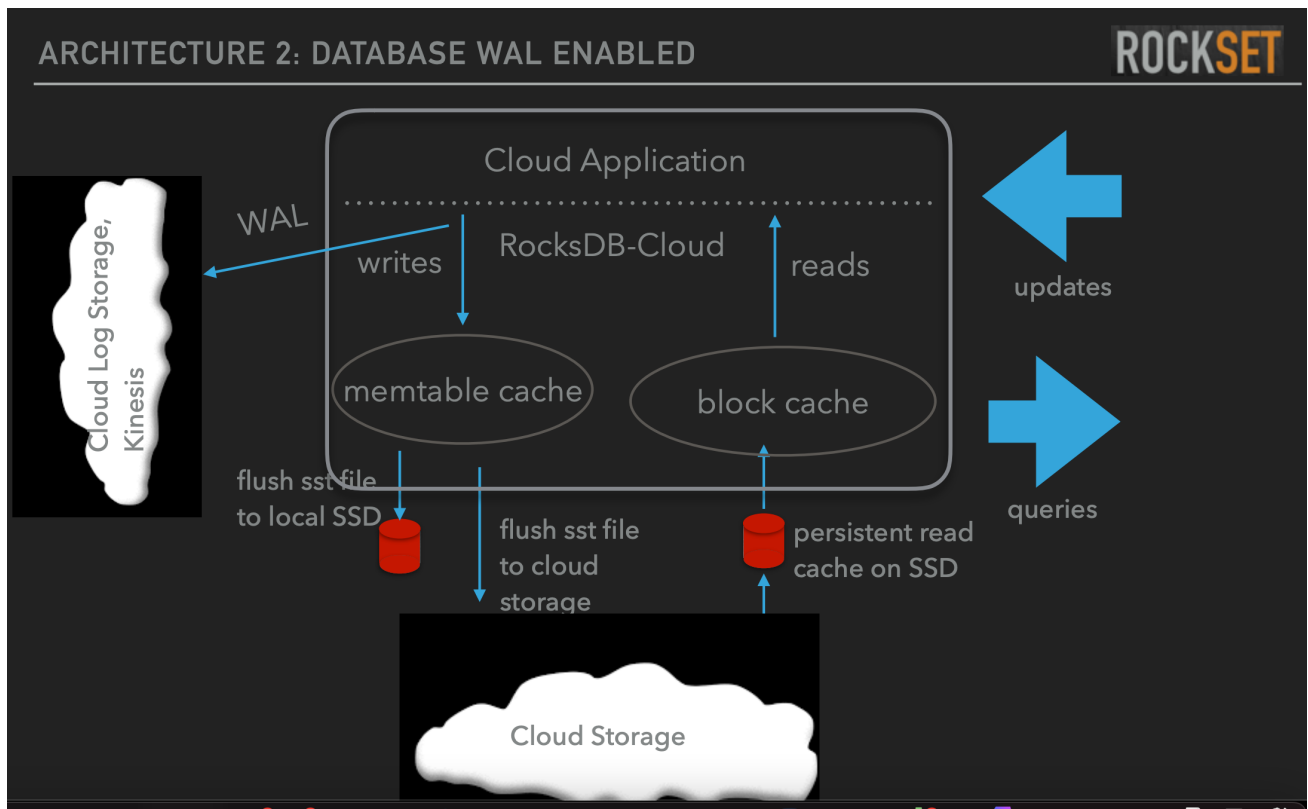 ARCHITECTURE 2: DATABASE WAL ENABLED
ROCKSET
Cloud Application
WAL
writes
RocksDB-Cloud
reads
updates
Cloud Log Storage,
Kinesis
memtable cache
block cache
flush sst file
to local SSD
flush sst file
to cloud
storage
persistent read
cache on SSD
queries
Cloud Storage